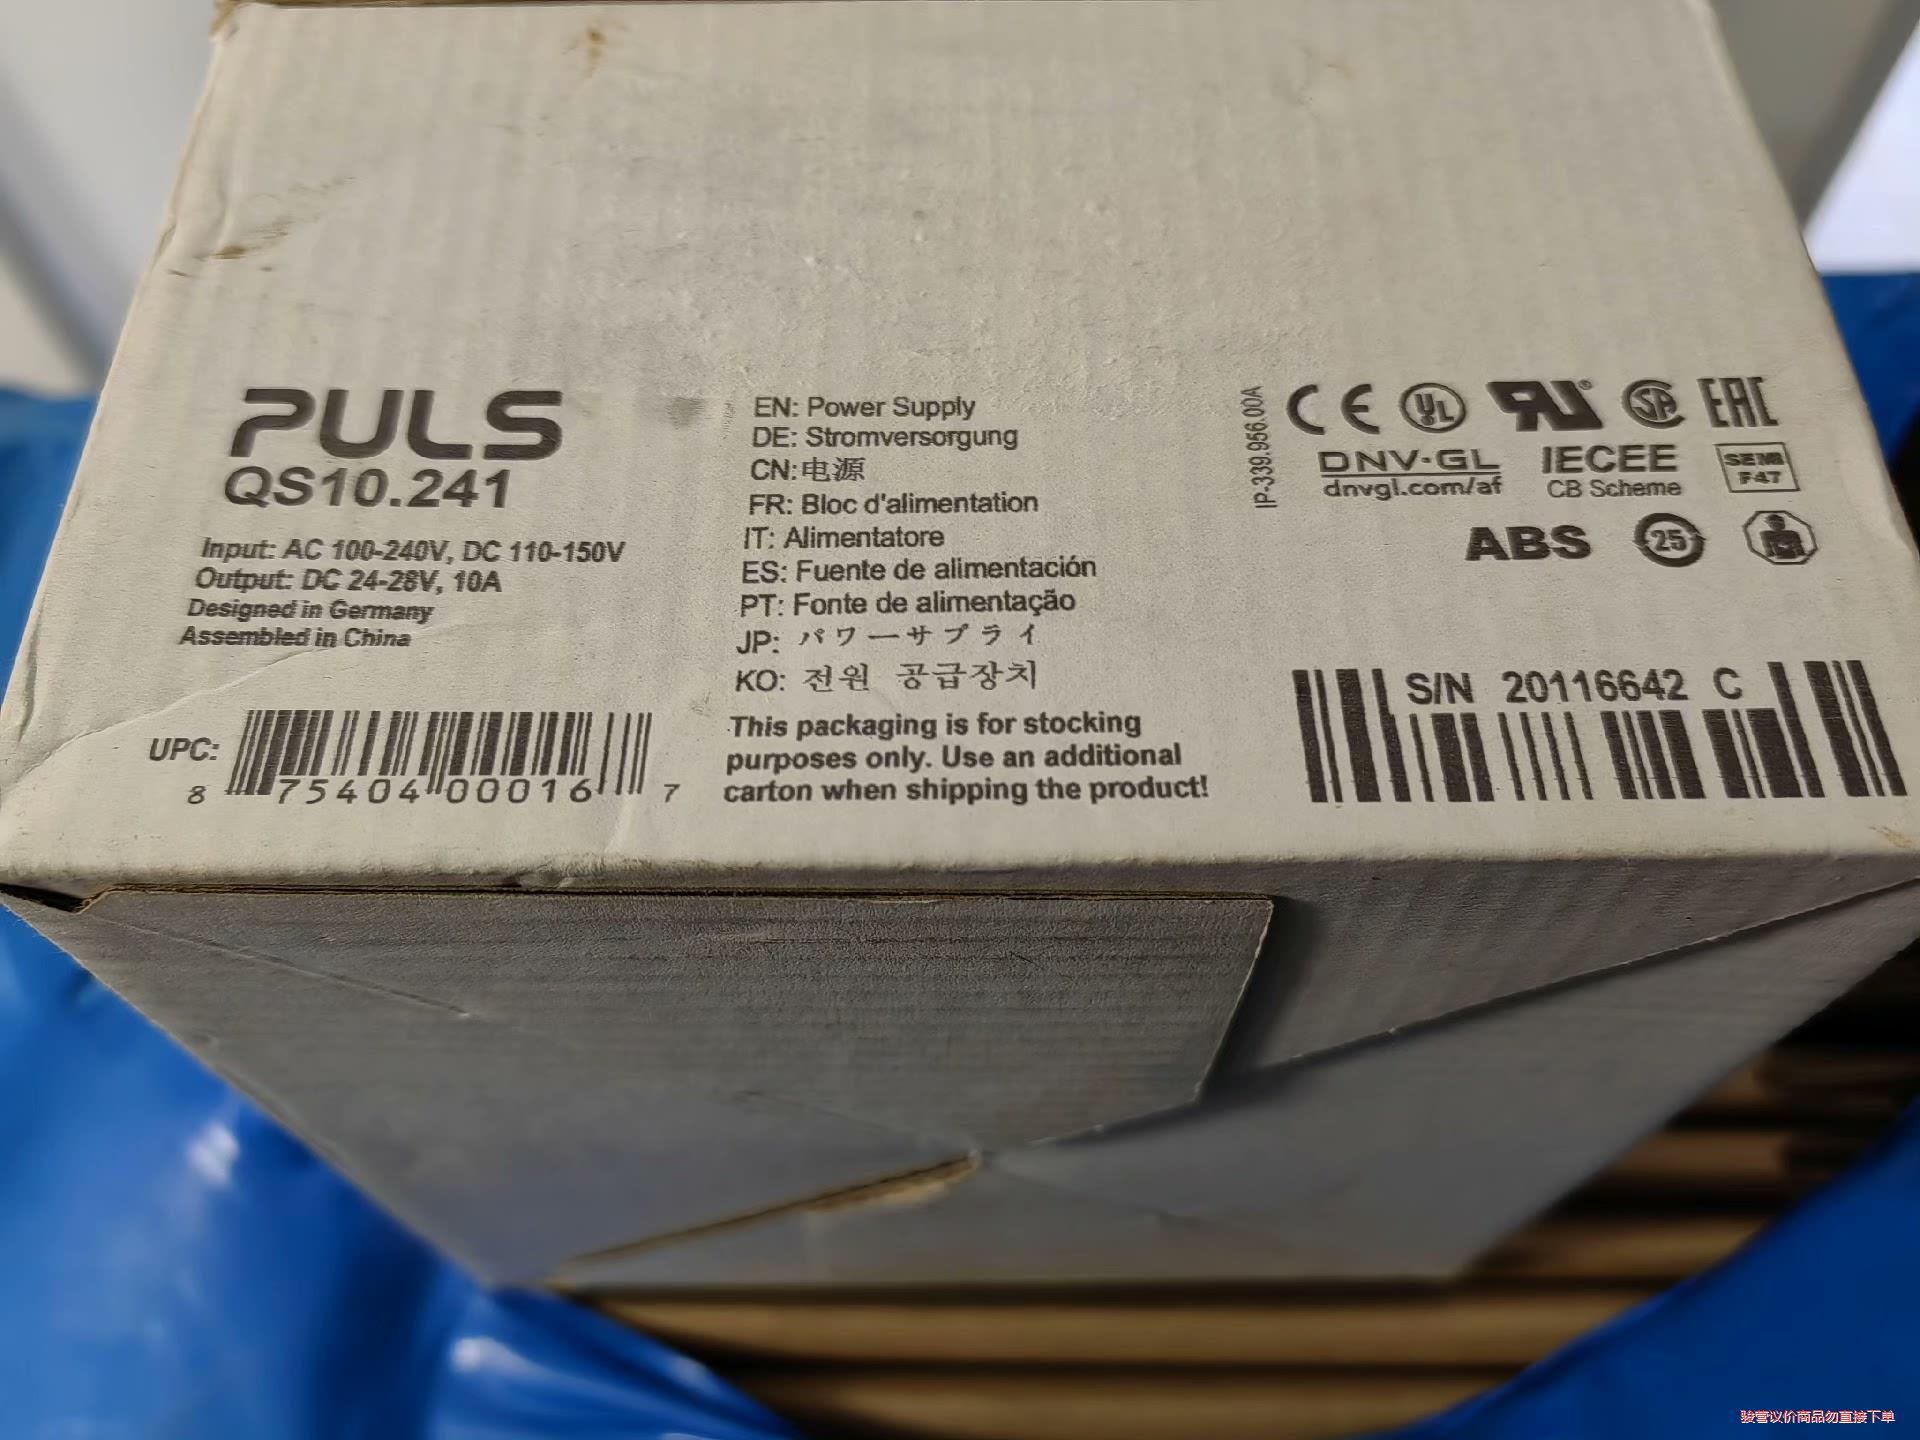 PULS
QS10.241
Input: AC 100-240V, DC 110-150V
Output: DC 24-28V, 10A
Designed in Germany
Assembled in China
UPC:
8 75404 00016 7
EN: Power Supply
DE: Stromversorgung
CN:电源
FR: Bloc d'alimentation
IT: Alimentatore
ES: Fuente de alimentación
PT: Fonte de alimentação
JP: パワーサプライ
KO: 전원 공급장치
This packaging is for stocking
purposes only. Use an additional
carton when shipping the product!
IP-339.956.00A
CE UL RU® SA EAC
DNV·GL IECEE SEMI
dnvgl.com/af CB Scheme F47
ABS 25
S/N 20116642 C
骏营议价商品勿直接下单